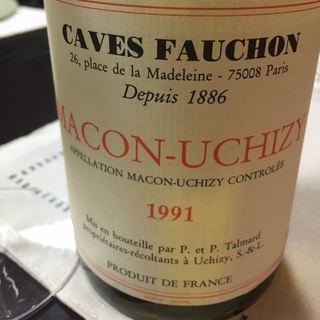 CAVES FAUCHON
26, place de la Madeleine - 75008 Paris
Depuis 1886
MACON-UCHIZY
APPELLATION MACON-UCHIZY CONTROLÉE
1991
Mis en bouteille par P. et P. Talmard
propriétaires-récoltants à Uchizy, S.-&-L.
PRODUIT DE FRANCE